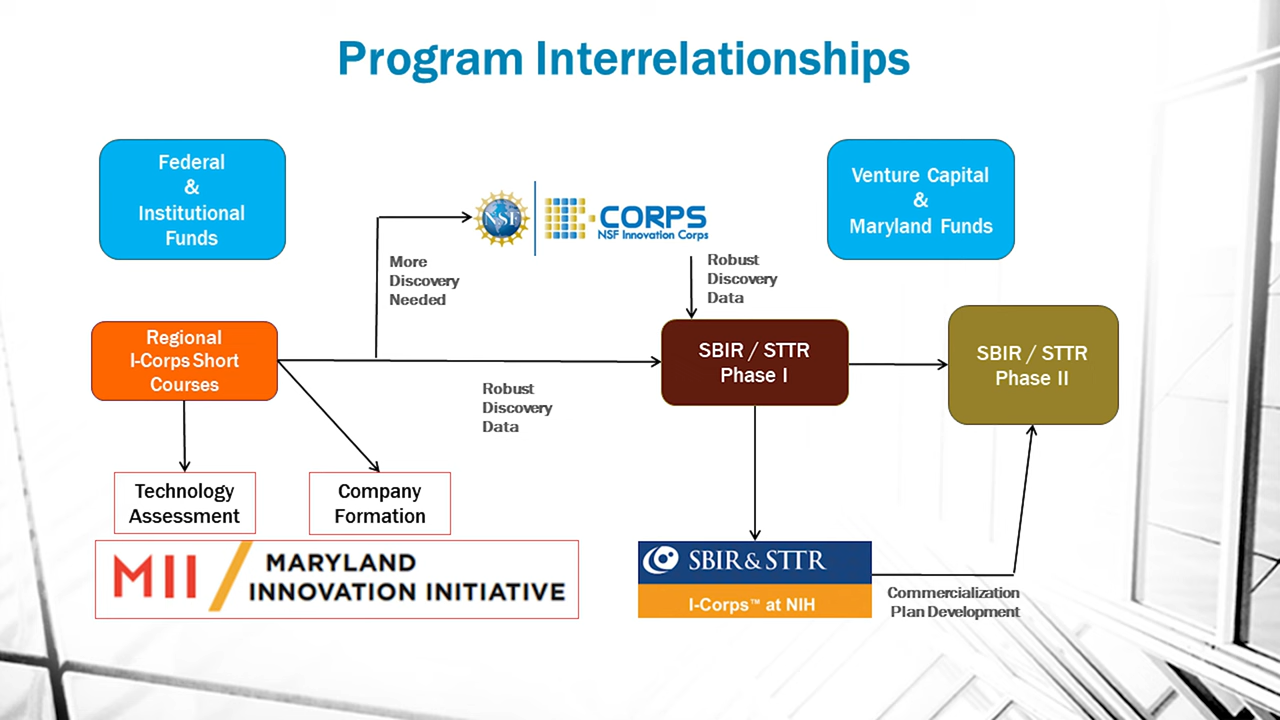 Program Interrelationships
Federal
&
Institutional
Funds
NSF
CORPS
NSF Innovation Corps
Venture Capital
&
Maryland Funds
More
Discovery
Needed
Robust
Discovery
Data
Regional
I-Corps Short
Courses
SBIR / STTR
Phase I
SBIR / STTR
Phase II
Robust
Discovery
Data
Technology
Assessment
Company
Formation
MII / MARYLAND
INNOVATION INITIATIVE
SBIR & STTR
I-Corps™ at NIH
Commercialization
Plan Development